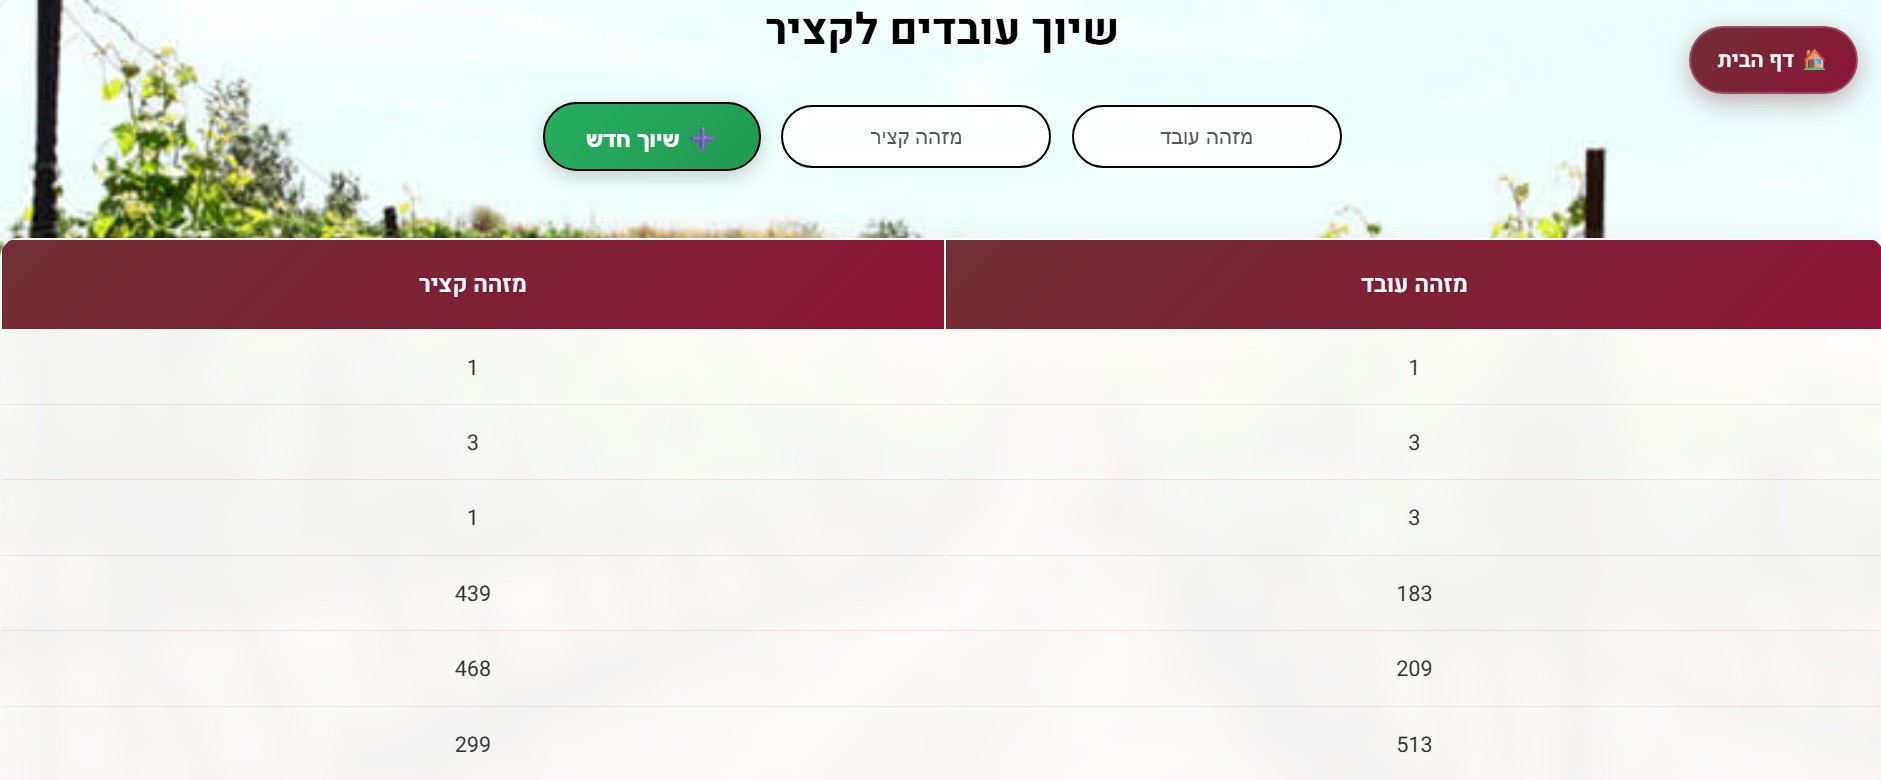 שיוך עובדים לקציר
🏠 דף הבית
מזהה עובד
מזהה קציר
➕ שיוך חדש
מזהה עובד מזהה קציר
1 1
3 3
3 1
183 439
209 468
513 299